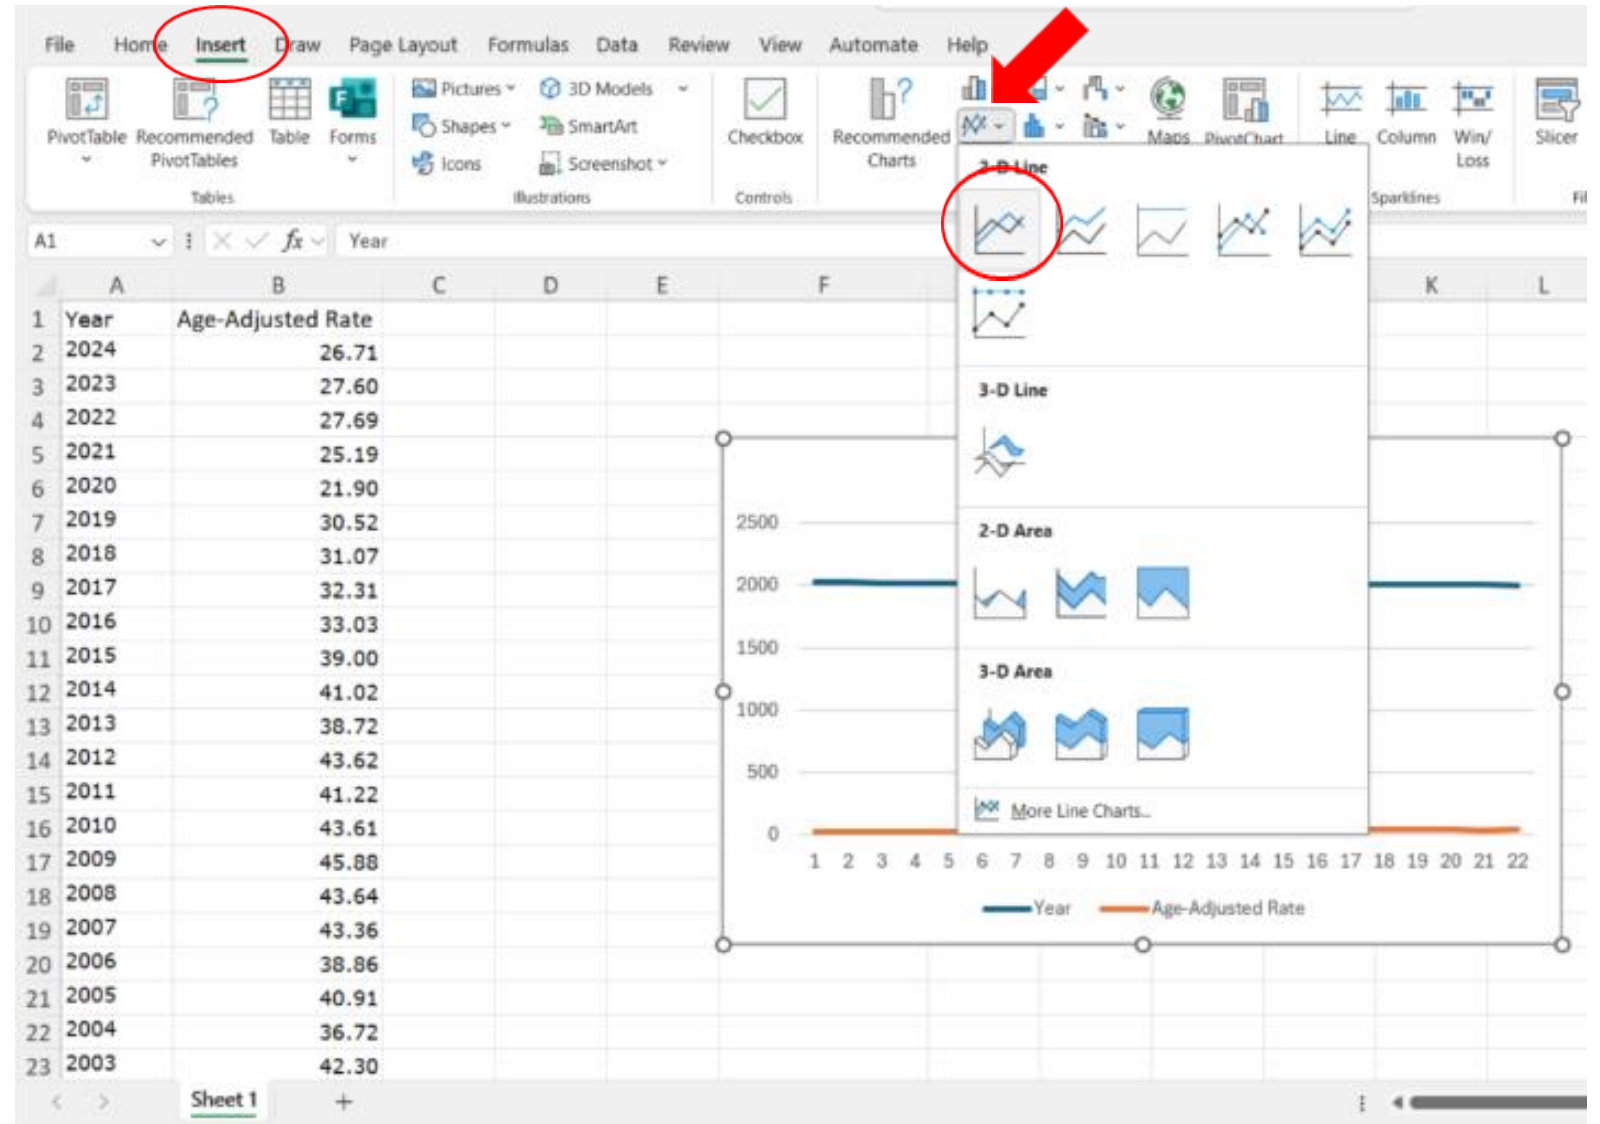 File Home Insert Draw Page Layout Formulas Data Review View Automate Help
Pictures 3D Models
PivotTable Recommended PivotTables Table Forms
Shapes SmartArt
Icons Screenshot
Checkbox
Recommended Charts
Maps PivotChart
Line Column Win/Loss
Slicer
Tables Illustrations Controls Sparklines Fil
A1 fx Year
A B C D E F K L
1 Year Age-Adjusted Rate
2 2024 26.71
3 2023 27.60
4 2022 27.69
5 2021 25.19
6 2020 21.90
7 2019 30.52
8 2018 31.07
9 2017 32.31
10 2016 33.03
11 2015 39.00
12 2014 41.02
13 2013 38.72
14 2012 43.62
15 2011 41.22
16 2010 43.61
17 2009 45.88
18 2008 43.64
19 2007 43.36
20 2006 38.86
21 2005 40.91
22 2004 36.72
23 2003 42.30
2-D Line
3-D Line
2-D Area
3-D Area
More Line Charts...
2500
2000
1500
1000
500
0
1 2 3 4 5 6 7 8 9 10 11 12 13 14 15 16 17 18 19 20 21 22
Year Age-Adjusted Rate
Sheet 1 +